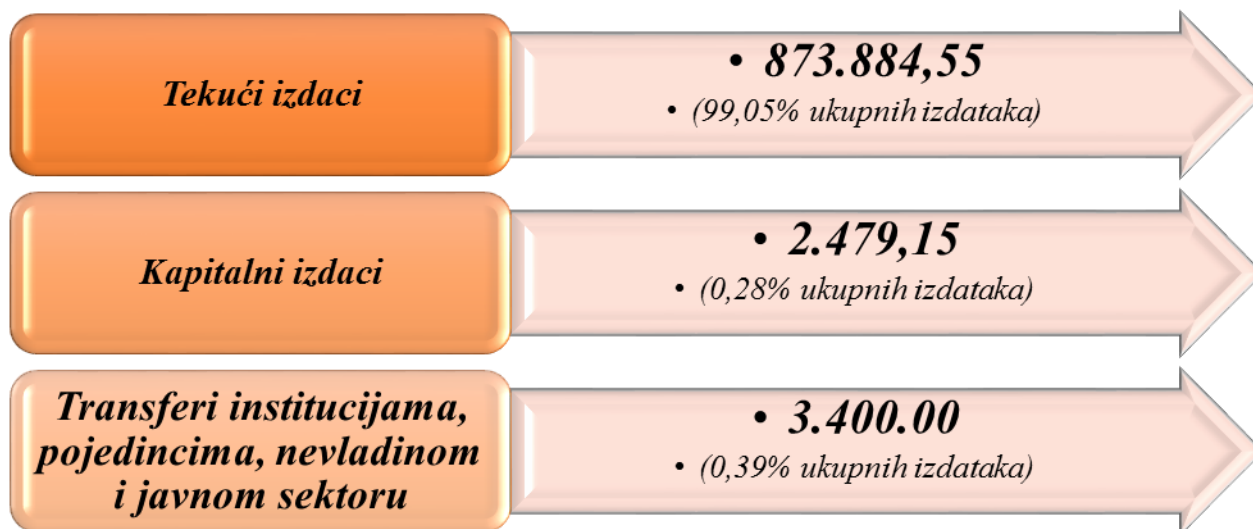 Tekući izdaci
• 873.884,55
• (99,05% ukupnih izdataka)
Kapitalni izdaci
• 2.479,15
• (0,28% ukupnih izdataka)
Transferi institucijama,
pojedincima, nevladinom
i javnom sektoru
• 3.400.00
• (0,39% ukupnih izdataka)